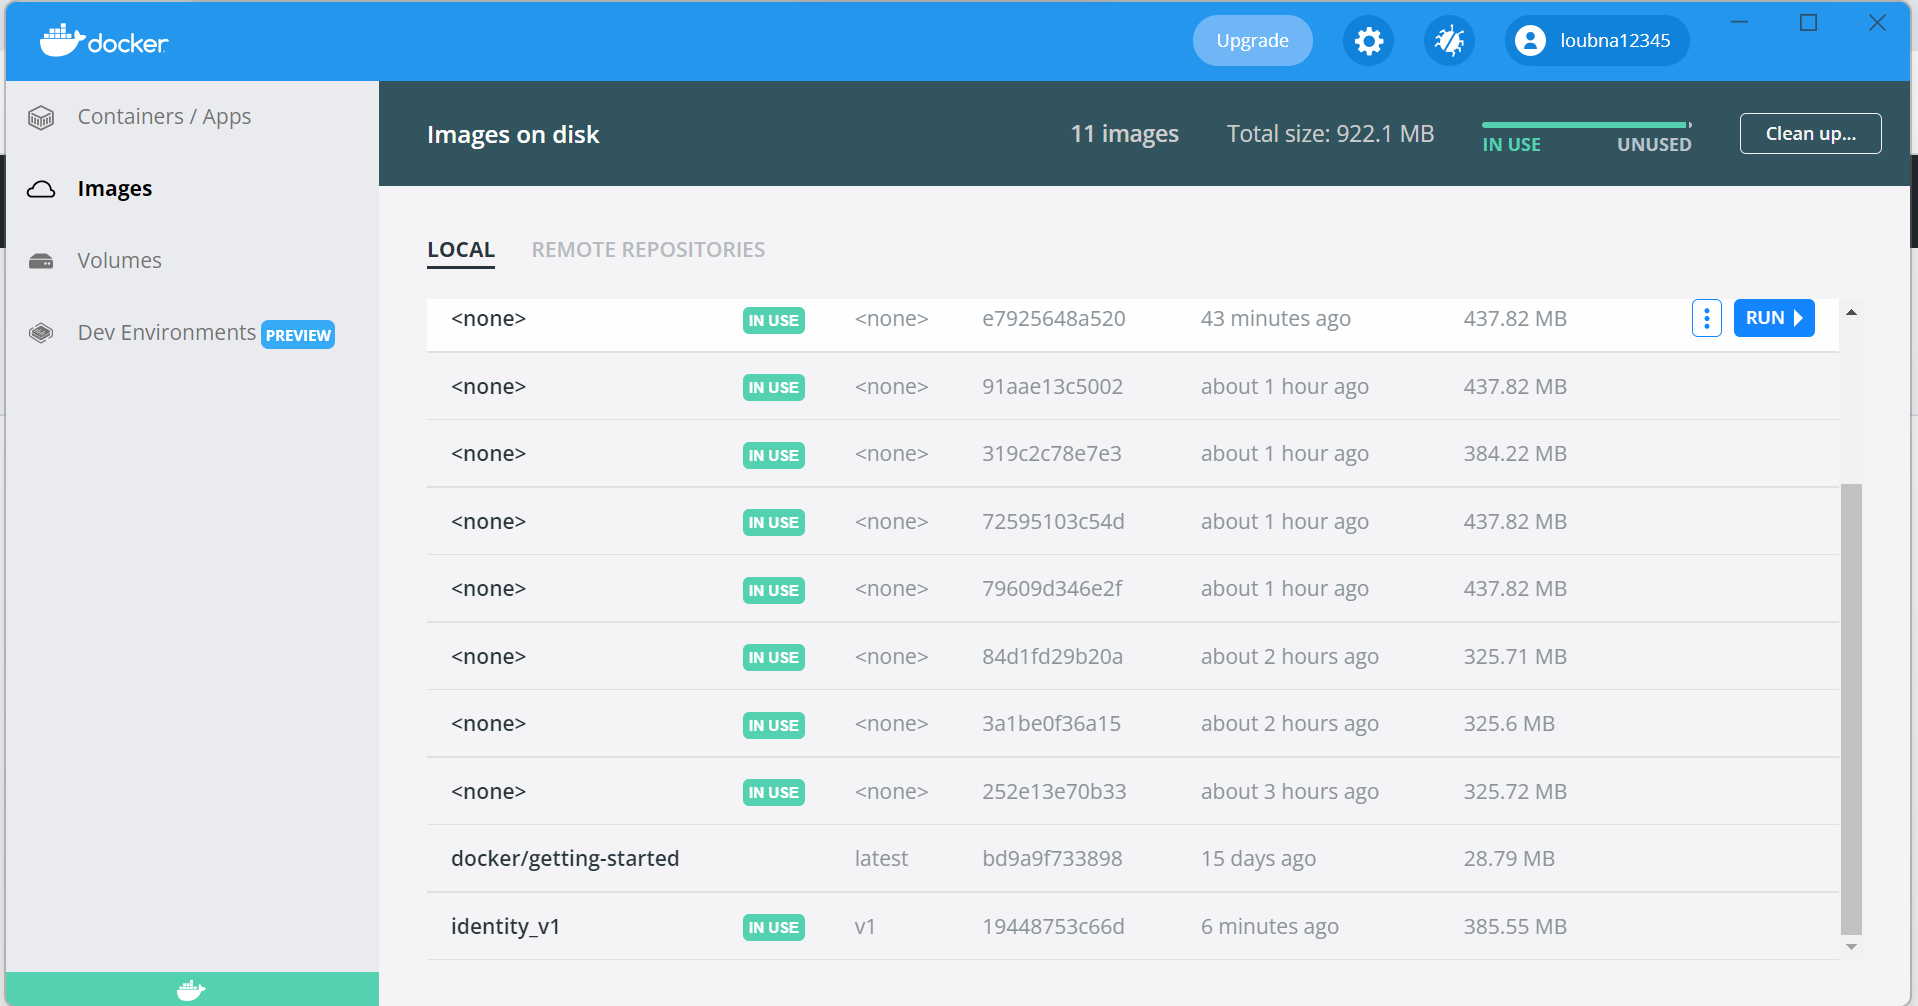 docker
Upgrade
loubna12345
Containers / Apps
Images
Volumes
Dev Environments PREVIEW
Images on disk
11 images
Total size: 922.1 MB
IN USE
UNUSED
Clean up...
LOCAL
REMOTE REPOSITORIES
<none> IN USE <none> e7925648a520 43 minutes ago 437.82 MB RUN
<none> IN USE <none> 91aae13c5002 about 1 hour ago 437.82 MB
<none> IN USE <none> 319c2c78e7e3 about 1 hour ago 384.22 MB
<none> IN USE <none> 72595103c54d about 1 hour ago 437.82 MB
<none> IN USE <none> 79609d346e2f about 1 hour ago 437.82 MB
<none> IN USE <none> 84d1fd29b20a about 2 hours ago 325.71 MB
<none> IN USE <none> 3a1be0f36a15 about 2 hours ago 325.6 MB
<none> IN USE <none> 252e13e70b33 about 3 hours ago 325.72 MB
docker/getting-started latest bd9a9f733898 15 days ago 28.79 MB
identity_v1 IN USE v1 19448753c66d 6 minutes ago 385.55 MB